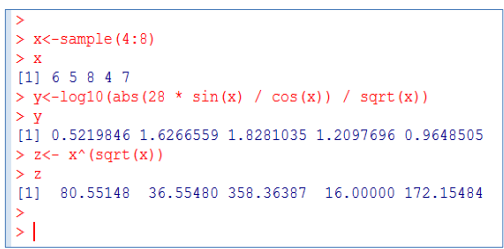 >
> x<-sample(4:8)
> x
[1] 6 5 8 4 7
> y<-log10(abs(28 * sin(x) / cos(x)) / sqrt(x))
> y
[1] 0.5219846 1.6266559 1.8281035 1.2097696 0.9648505
> z<- x^(sqrt(x))
> z
[1]  80.55148  36.55480 358.36387  16.00000 172.15484
>
>